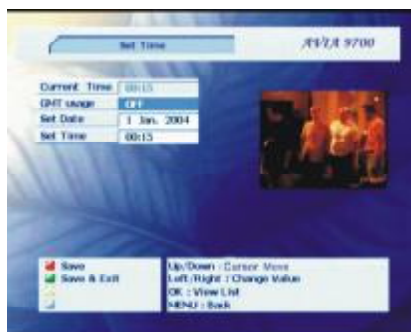 Set Time
AVIA 9700
Current Time 00:15
GMT usage OFF
Set Date 1 Jan. 2004
Set Time 00:15
Save
Save & Exit
Up/Down : Cursor Move
Left/Right : Change Value
OK : View List
MENU : Back